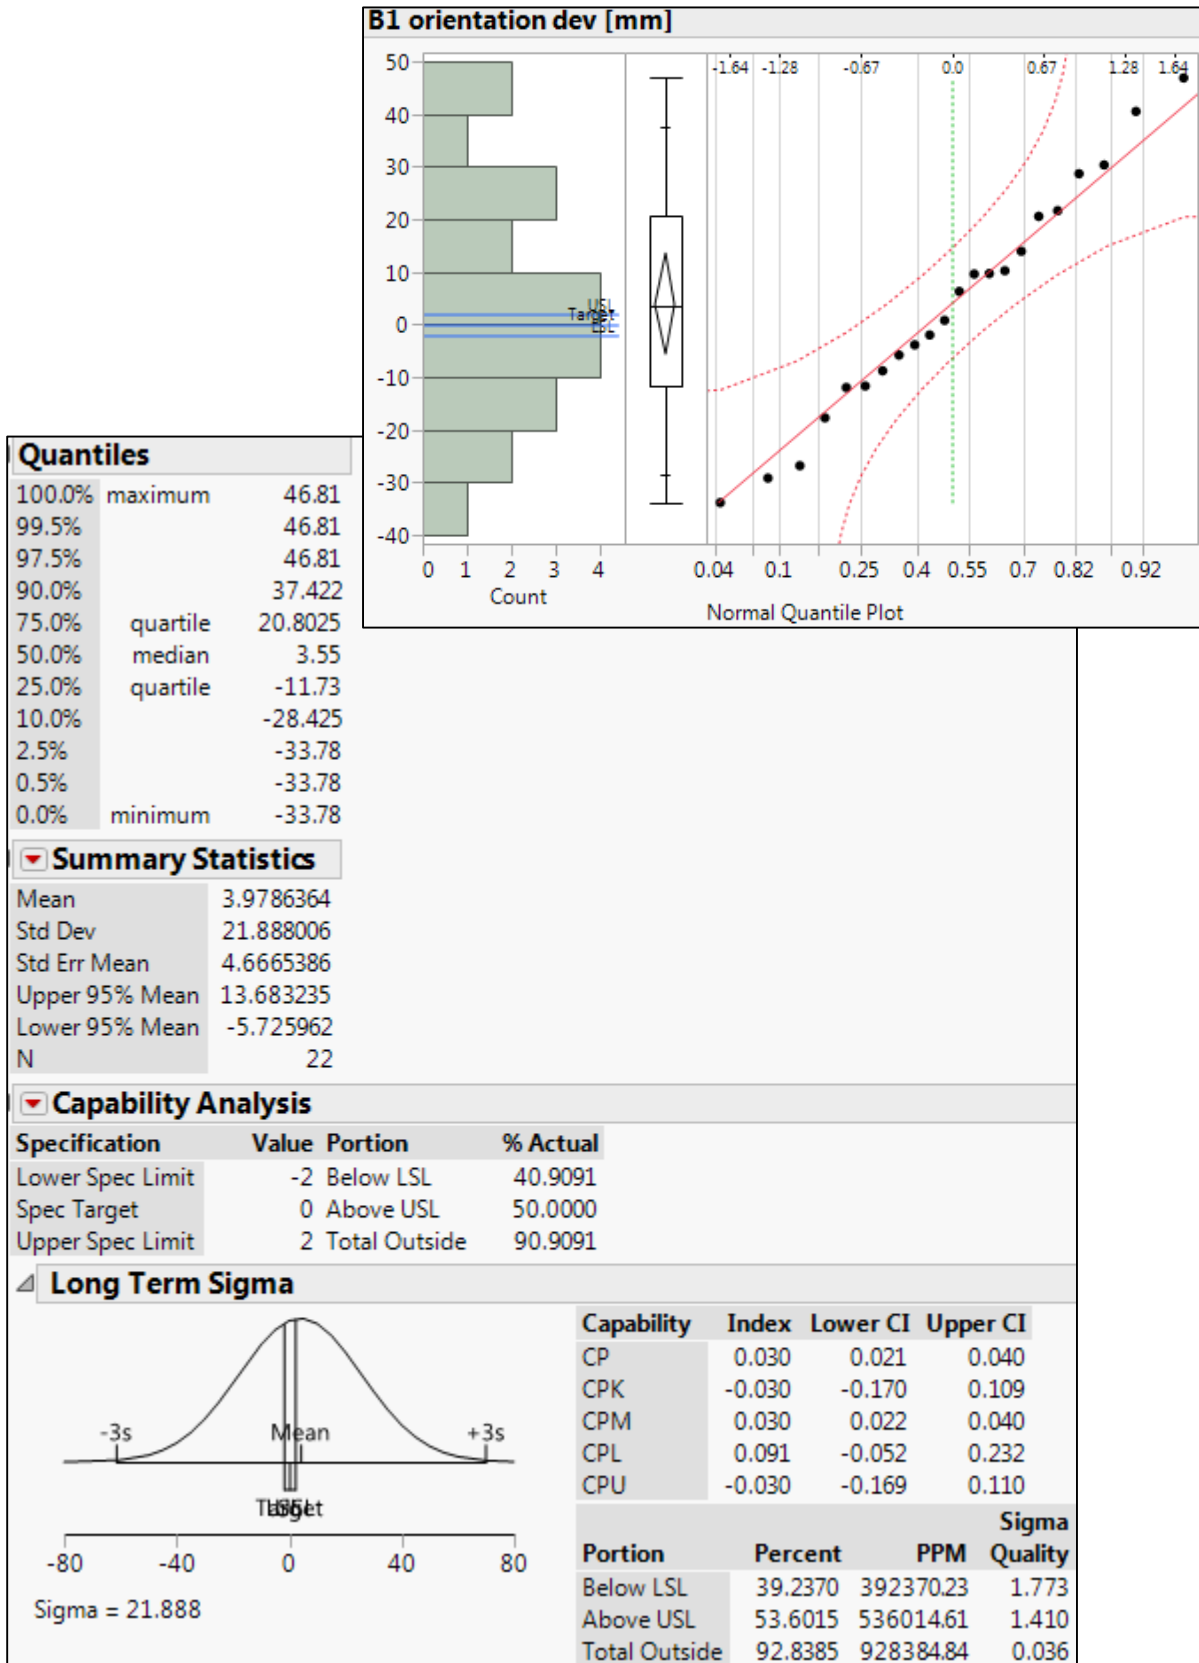 B1 orientation dev [mm]
50
40
30
20
10
0
-10
-20
-30
-40
USL
Target
LSL
0 1 2 3 4
Count
-1.64 -1.28 -0.67 0.0 0.67 1.28 1.64
0.04 0.1 0.25 0.4 0.55 0.7 0.82 0.92
Normal Quantile Plot
Quantiles
100.0% maximum 46.81
99.5% 46.81
97.5% 46.81
90.0% 37.422
75.0% quartile 20.8025
50.0% median 3.55
25.0% quartile -11.73
10.0% -28.425
2.5% -33.78
0.5% -33.78
0.0% minimum -33.78
Summary Statistics
Mean 3.9786364
Std Dev 21.888006
Std Err Mean 4.6665386
Upper 95% Mean 13.683235
Lower 95% Mean -5.725962
N 22
Capability Analysis
Specification Value Portion % Actual
Lower Spec Limit -2 Below LSL 40.9091
Spec Target 0 Above USL 50.0000
Upper Spec Limit 2 Total Outside 90.9091
Long Term Sigma
-3s Mean +3s
Target
-80 -40 0 40 80
Sigma = 21.888
Capability Index Lower CI Upper CI
CP 0.030 0.021 0.040
CPK -0.030 -0.170 0.109
CPM 0.030 0.022 0.040
CPL 0.091 -0.052 0.232
CPU -0.030 -0.169 0.110
Sigma
Portion Percent PPM Quality
Below LSL 39.2370 392370.23 1.773
Above USL 53.6015 536014.61 1.410
Total Outside 92.8385 928384.84 0.036